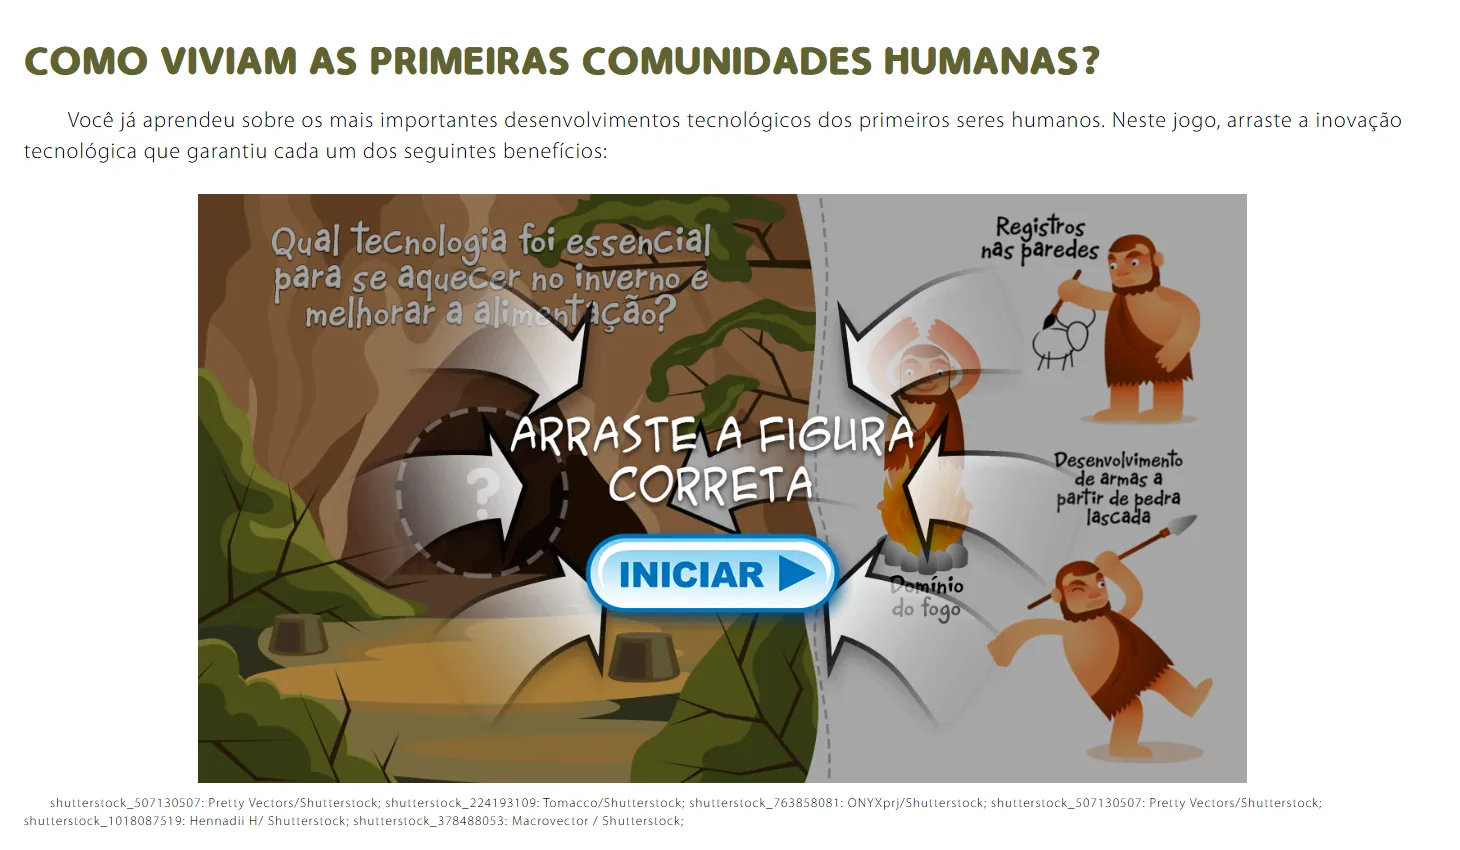 COMO VIVIAM AS PRIMEIRAS COMUNIDADES HUMANAS?
Você já aprendeu sobre os mais importantes desenvolvimentos tecnológicos dos primeiros seres humanos. Neste jogo, arraste a inovação
tecnológica que garantiu cada um dos seguintes benefícios:
Qual tecnologia foi essencial
para se aquecer no inverno e
melhorar a alimentação?
?
Registros
nas paredes
ARRASTE A FIGURA
CORRETA
INICIAR
Desenvolvimento
de armas a
partir de pedra
lascada
Domínio
do fogo
shutterstock_507130507: Pretty Vectors/Shutterstock; shutterstock_224193109: Tomacco/Shutterstock; shutterstock_763858081: ONYXprj/Shutterstock; shutterstock_507130507: Pretty Vectors/Shutterstock;
shutterstock_1018087519: Hennadii H/ Shutterstock; shutterstock_378488053: Macrovector / Shutterstock;